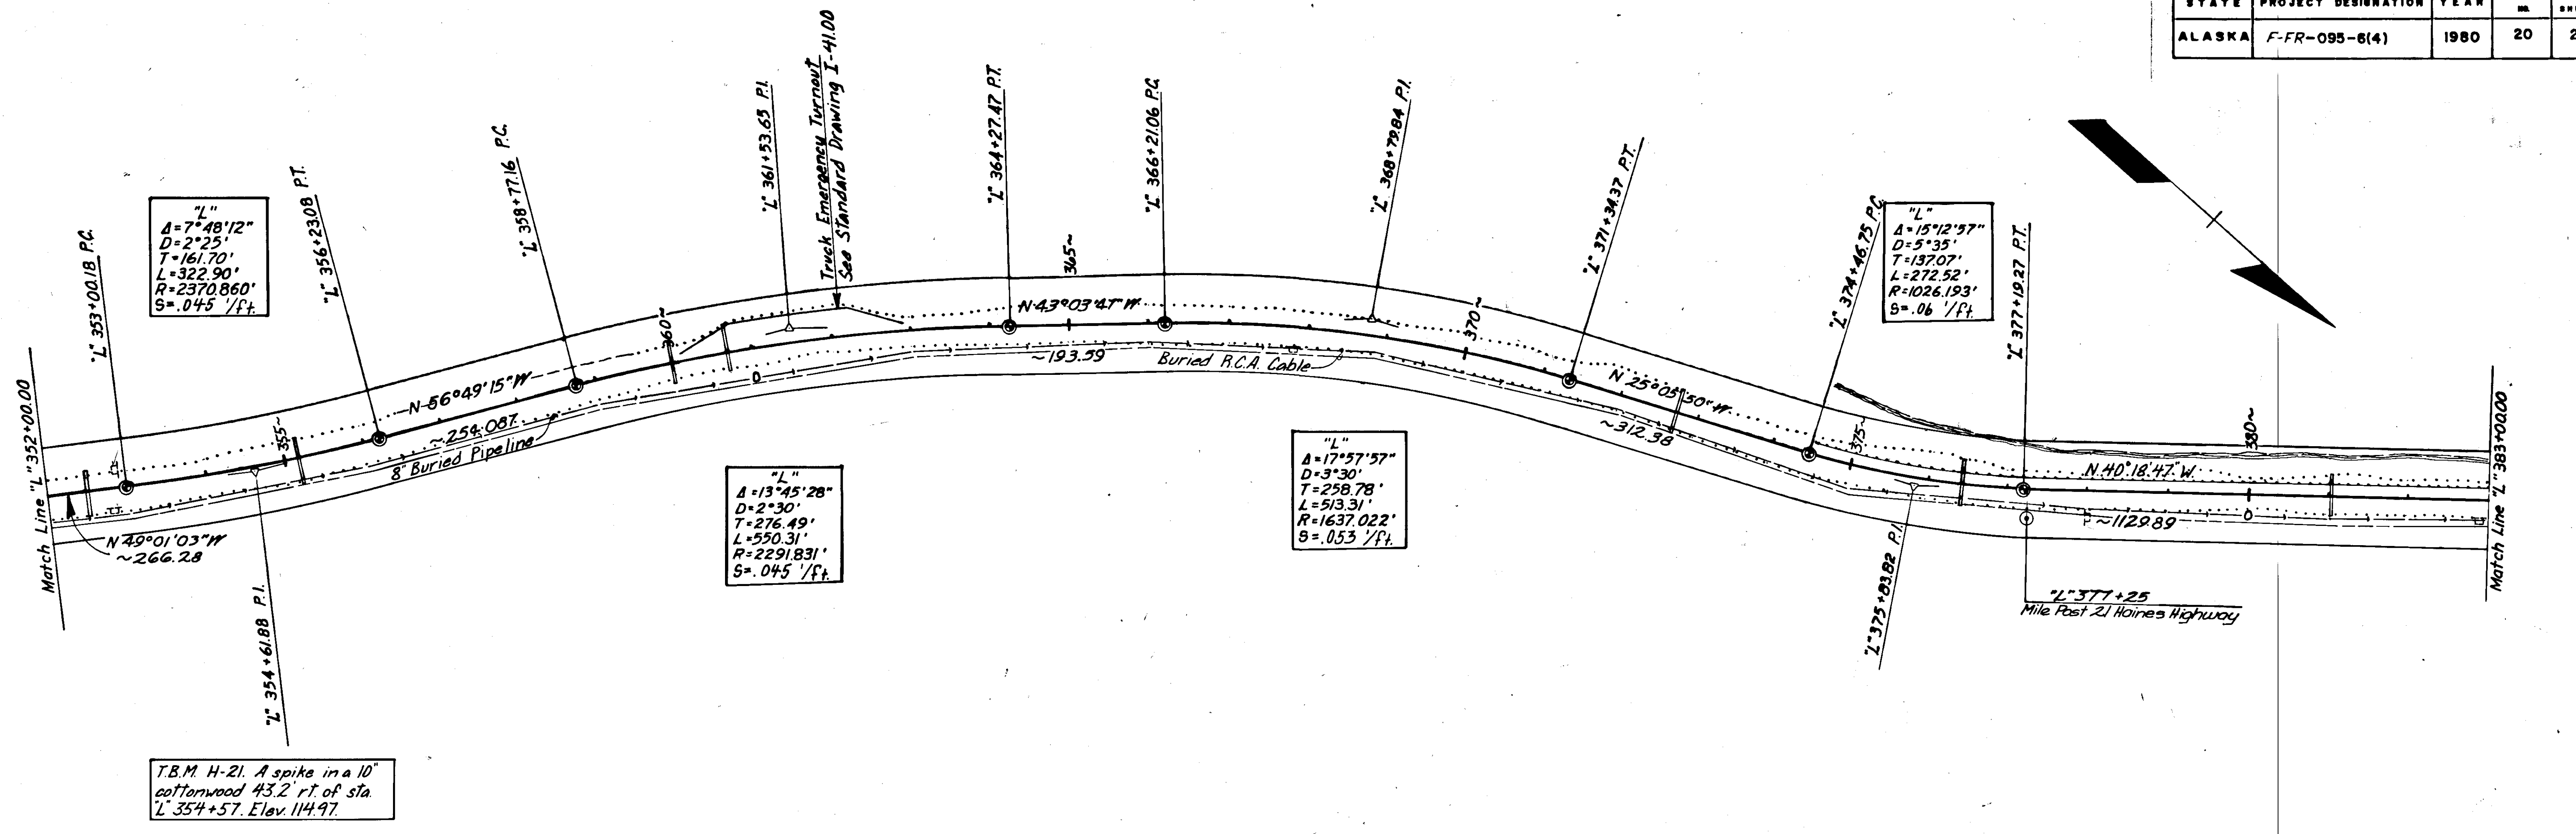 STATE PROJECT DESIGNATION YEAR NO.
ALASKA F-FR-095-6(4) 1980 20 2
Match Line "L" 352+00.00
"L" 353+00.18 P.C.
"L"
Δ=7°48'12"
D=2°25'
T=161.70'
L=322.90'
R=2370.860'
S=.045 '/ft.
"L" 356+23.08 P.T.
"L" 358+77.16 P.C.
"L" 361+53.65 P.I.
Truck Emergency Turnout
See Standard Drawing I-41.00
"L" 364+27.47 P.T.
365~
"L" 366+21.06 P.C.
"L" 368+79.84 P.I.
"L" 371+34.37 P.T.
"L" 374+46.75 P.C.
"L"
Δ=15°12'57"
D=5°35'
T=137.07'
L=272.52'
R=1026.193'
S=.06 '/ft.
"L" 377+19.27 P.T.
Match Line "L" 383+00.00
N 49°01'03"W
~266.28
355~
N 56°49'15"W
~254.087
8" Buried Pipeline
360~
N 43°03'47"W
~193.59
Buried R.C.A. Cable
370~
N 25°05'50"W
~312.38
375~
380~
N 40°18'47"W
~1129.89
"L" 354+61.88 P.I.
"L"
Δ=13°45'28"
D=2°30'
T=276.49'
L=550.31'
R=2291.831'
S=.045 '/ft.
"L"
Δ=17°57'57"
D=3°30'
T=258.78'
L=513.31'
R=1637.022'
S=.053 '/ft.
"L" 375+83.82 P.I.
"L" 377+25
Mile Post 21 Haines Highway
T.B.M. H-21. A spike in a 10"
cottonwood 43.2' rt. of sta.
"L" 354+57. Elev. 114.97.